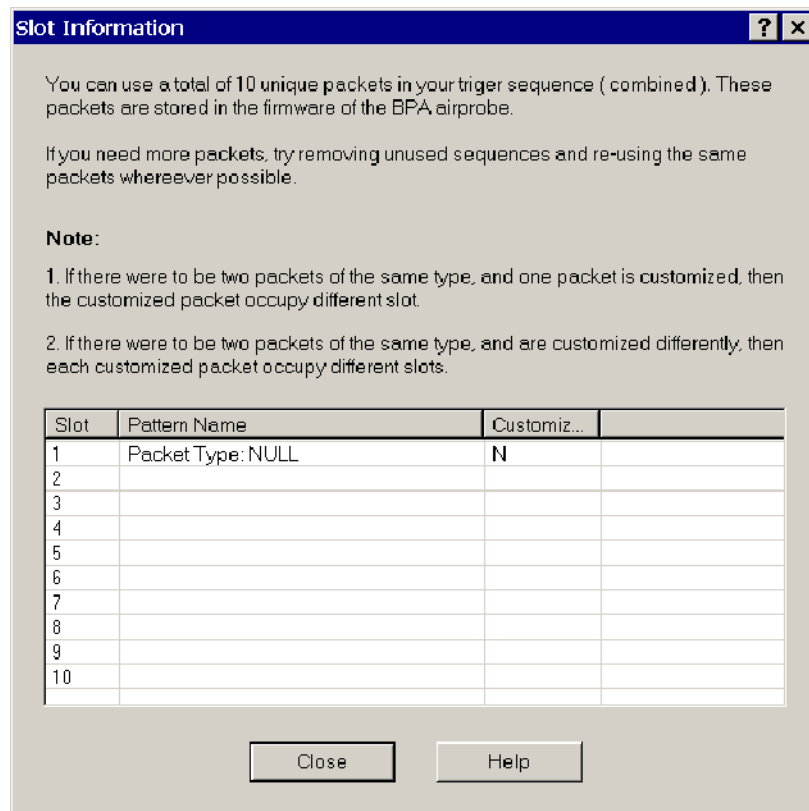 Slot Information
You can use a total of 10 unique packets in your triger sequence ( combined ). These
packets are stored in the firmware of the BPA airprobe.
If you need more packets, try removing unused sequences and re-using the same
packets whereever possible.
Note:
1. If there were to be two packets of the same type, and one packet is customized, then
the customized packet occupy different slot.
2. If there were to be two packets of the same type, and are customized differently, then
each customized packet occupy different slots.
Slot Pattern Name Customiz...
1 Packet Type: NULL N
2
3
4
5
6
7
8
9
10
Close Help